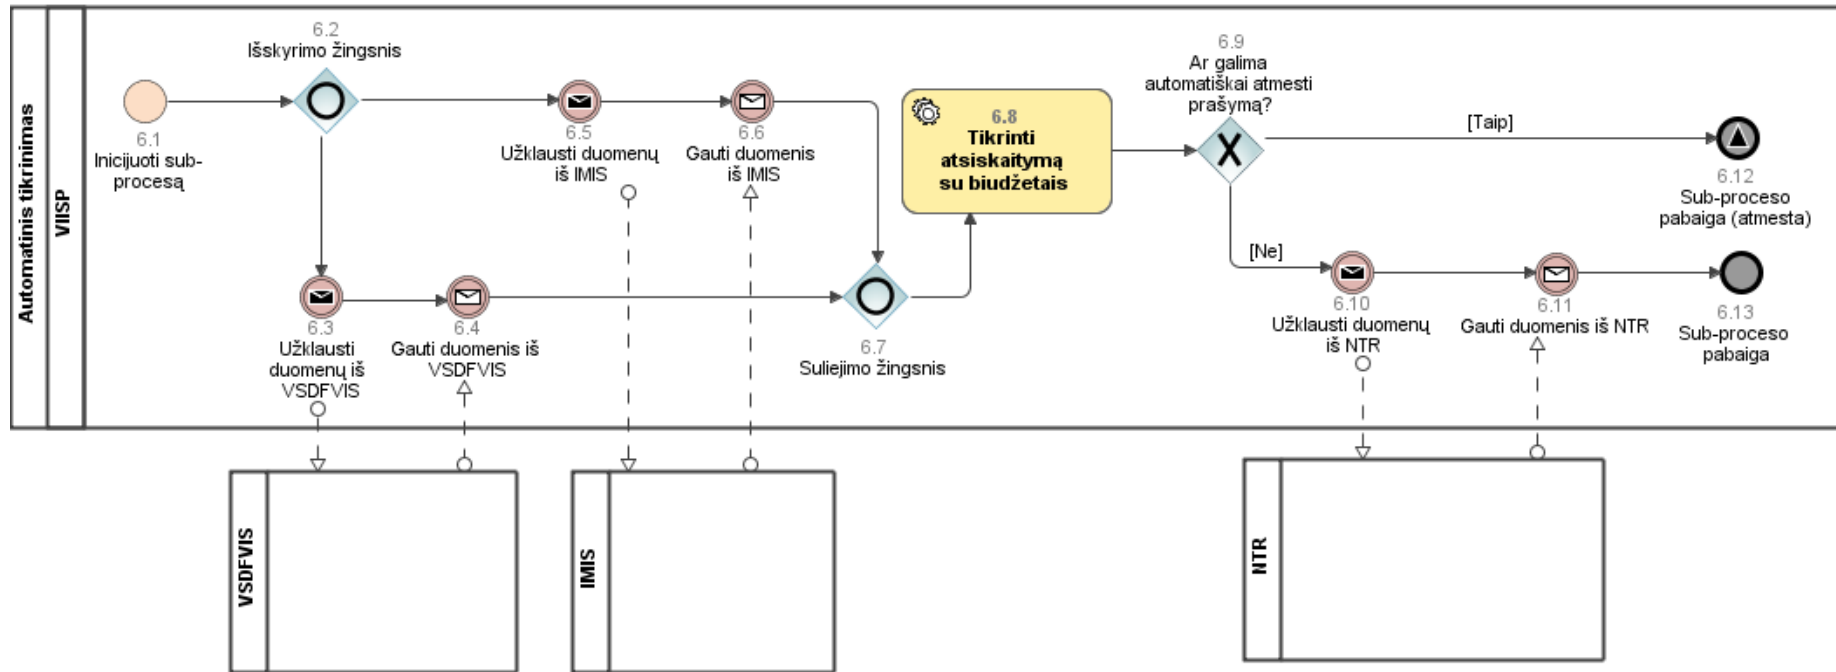 Automatinis tikrinimas
VIISP
6.1
Inicijuoti sub-
procesą
6.2
Išskyrimo žingsnis
6.3
Užklausti
duomenų iš
VSDFVIS
6.4
Gauti duomenis iš
VSDFVIS
6.5
Užklausti duomenų
iš IMIS
6.6
Gauti duomenis
iš IMIS
6.7
Suliejimo žingsnis
6.8
Tikrinti
atsiskaitymą
su biudžetais
6.9
Ar galima
automatiškai atmesti
prašymą?
[Taip]
[Ne]
6.10
Užklausti duomenų
iš NTR
6.11
Gauti duomenis iš NTR
6.12
Sub-proceso
pabaiga (atmesta)
6.13
Sub-proceso
pabaiga
VSDFVIS
IMIS
NTR